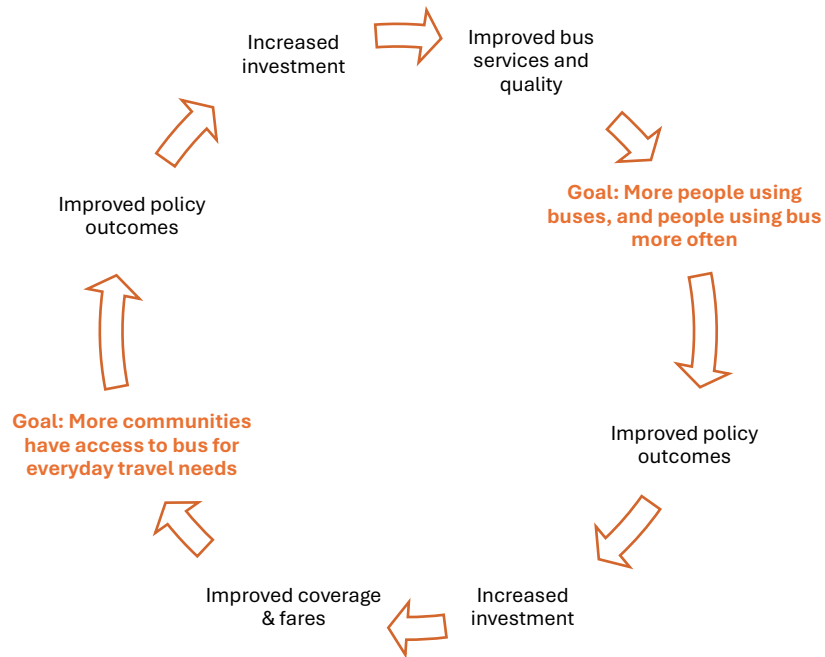 Increased
investment
Improved bus
services and
quality
Goal: More people using
buses, and people using bus
more often
Improved policy
outcomes
Increased
investment
Improved coverage
& fares
Goal: More communities
have access to bus for
everyday travel needs
Improved policy
outcomes